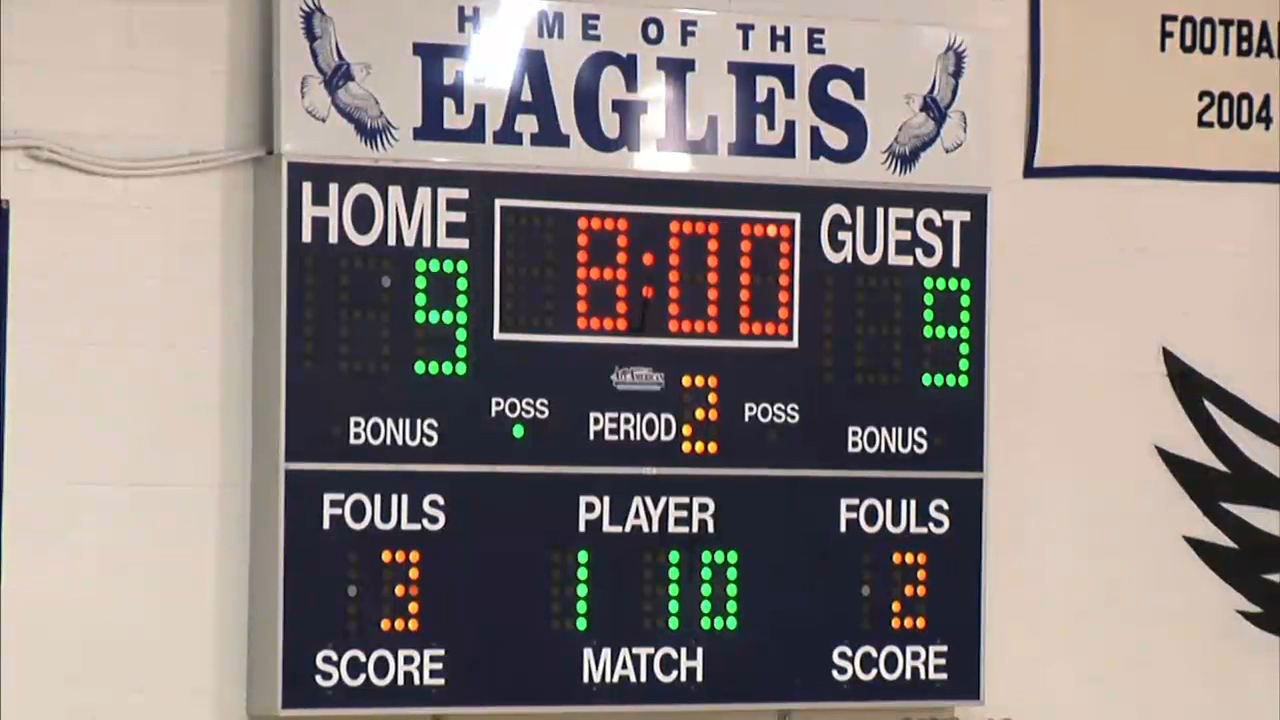 HOME OF THE
EAGLES
FOOTBA
2004
HOME 8:00 GUEST
9 9
POSS PERIOD 2 POSS
BONUS BONUS
FOULS PLAYER FOULS
3 1 10 2
SCORE MATCH SCORE